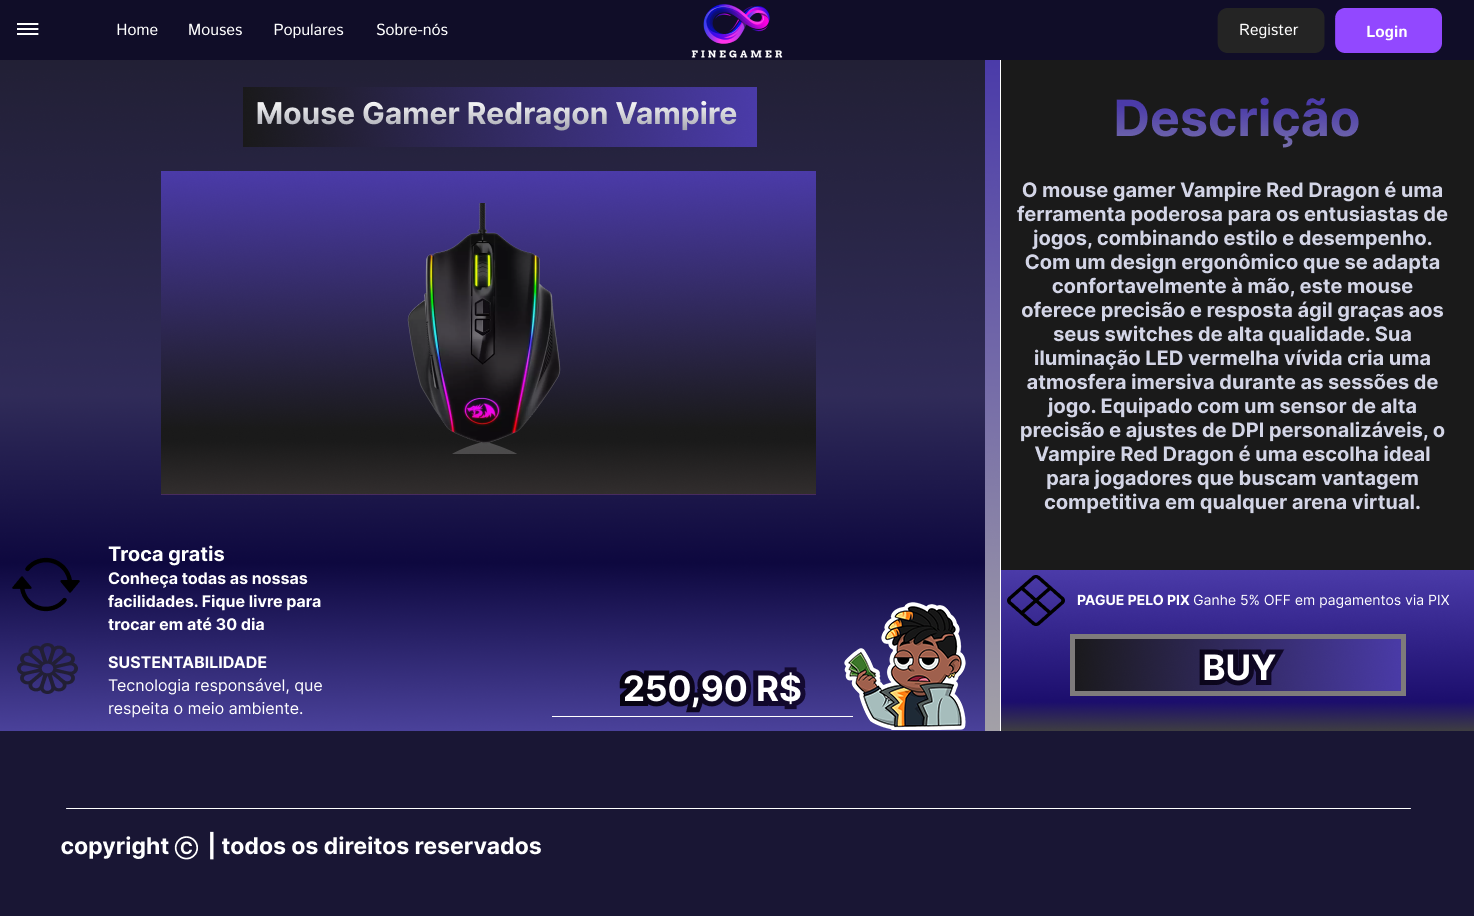 Home Mouses Populares Sobre-nós
FINEGAMER
Register Login
Mouse Gamer Redragon Vampire
Descrição
O mouse gamer Vampire Red Dragon é uma
ferramenta poderosa para os entusiastas de
jogos, combinando estilo e desempenho.
Com um design ergonômico que se adapta
confortavelmente à mão, este mouse
oferece precisão e resposta ágil graças aos
seus switches de alta qualidade. Sua
iluminação LED vermelha vívida cria uma
atmosfera imersiva durante as sessões de
jogo. Equipado com um sensor de alta
precisão e ajustes de DPI personalizáveis, o
Vampire Red Dragon é uma escolha ideal
para jogadores que buscam vantagem
competitiva em qualquer arena virtual.
Troca gratis
Conheça todas as nossas
facilidades. Fique livre para
trocar em até 30 dia
SUSTENTABILIDADE
Tecnologia responsável, que
respeita o meio ambiente.
250,90 R$
PAGUE PELO PIX Ganhe 5% OFF em pagamentos via PIX
BUY
copyright © | todos os direitos reservados